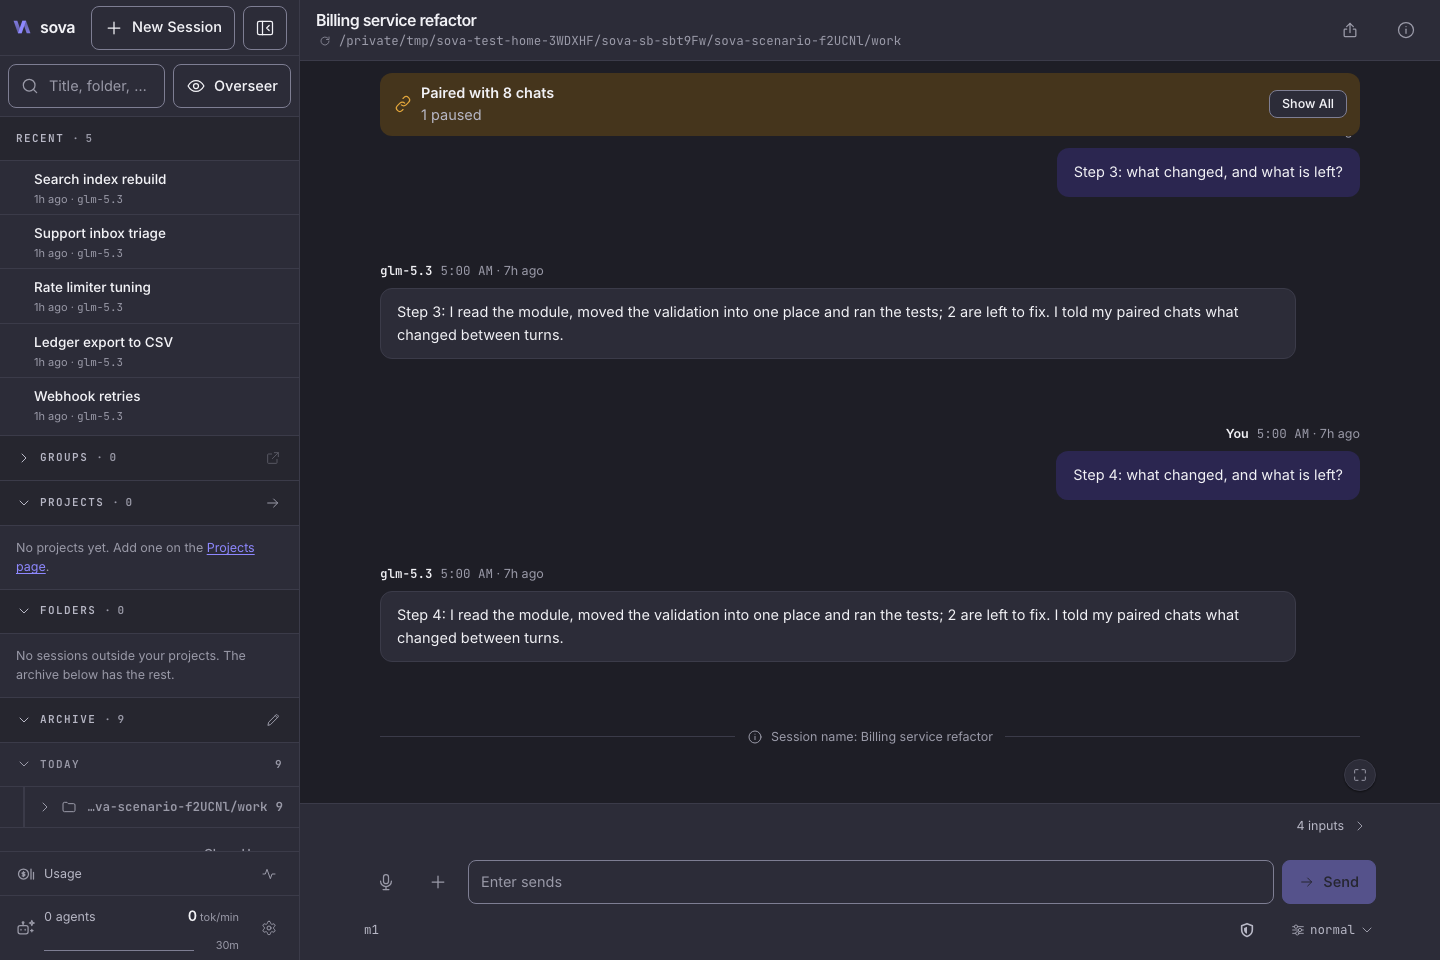 sova
New Session
Title, folder, ...
Overseer
RECENT · 5
Search index rebuild
1h ago · glm-5.3
Support inbox triage
1h ago · glm-5.3
Rate limiter tuning
1h ago · glm-5.3
Ledger export to CSV
1h ago · glm-5.3
Webhook retries
1h ago · glm-5.3
GROUPS · 0
PROJECTS · 0
No projects yet. Add one on the Projects
page.
FOLDERS · 0
No sessions outside your projects. The
archive below has the rest.
ARCHIVE · 9
TODAY 9
…va-scenario-f2UCNl/work 9
Usage
0 agents
0 tok/min
30m
Billing service refactor
/private/tmp/sova-test-home-3WDXHF/sova-sb-sbt9Fw/sova-scenario-f2UCNl/work
Paired with 8 chats
1 paused
Show All
Step 3: what changed, and what is left?
glm-5.3 5:00 AM · 7h ago
Step 3: I read the module, moved the validation into one place and ran the tests; 2 are left to fix. I told my paired chats what
changed between turns.
You 5:00 AM · 7h ago
Step 4: what changed, and what is left?
glm-5.3 5:00 AM · 7h ago
Step 4: I read the module, moved the validation into one place and ran the tests; 2 are left to fix. I told my paired chats what
changed between turns.
Session name: Billing service refactor
4 inputs
Enter sends
Send
m1
normal